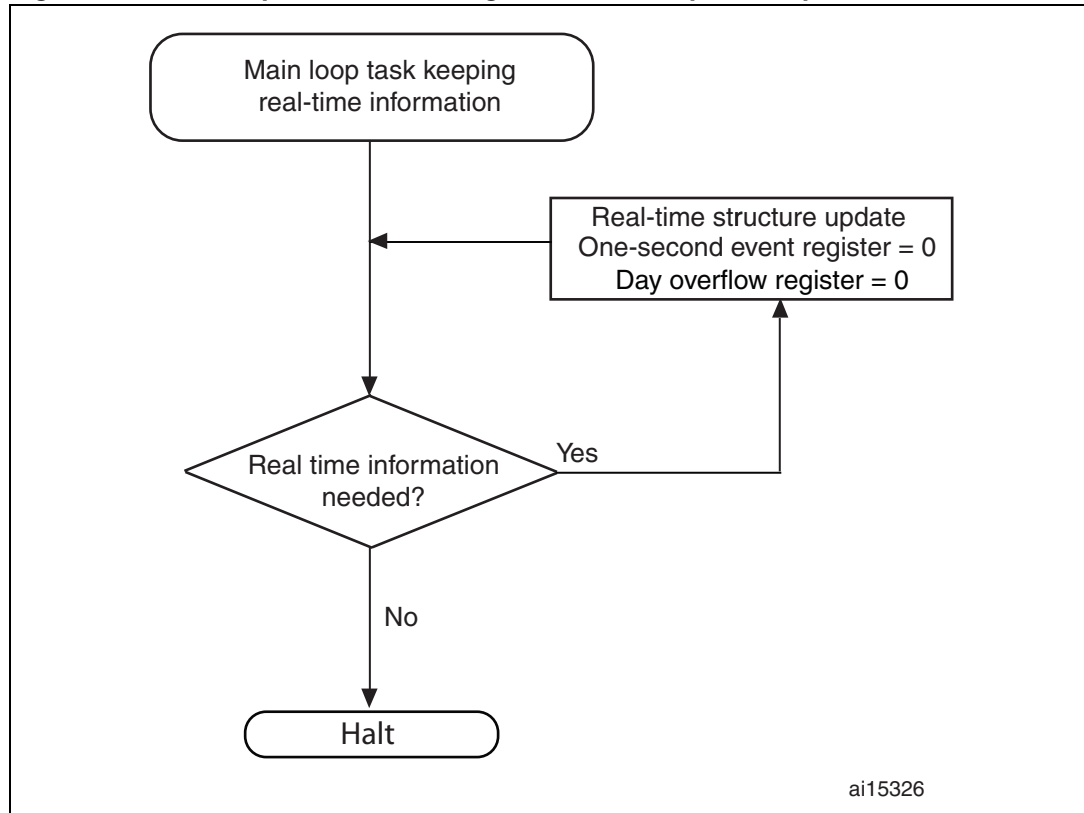 Main loop task keeping
real-time information
Real-time structure update
One-second event register = 0
Day overflow register = 0
Real time information
needed?
Yes
No
Halt
ai15326